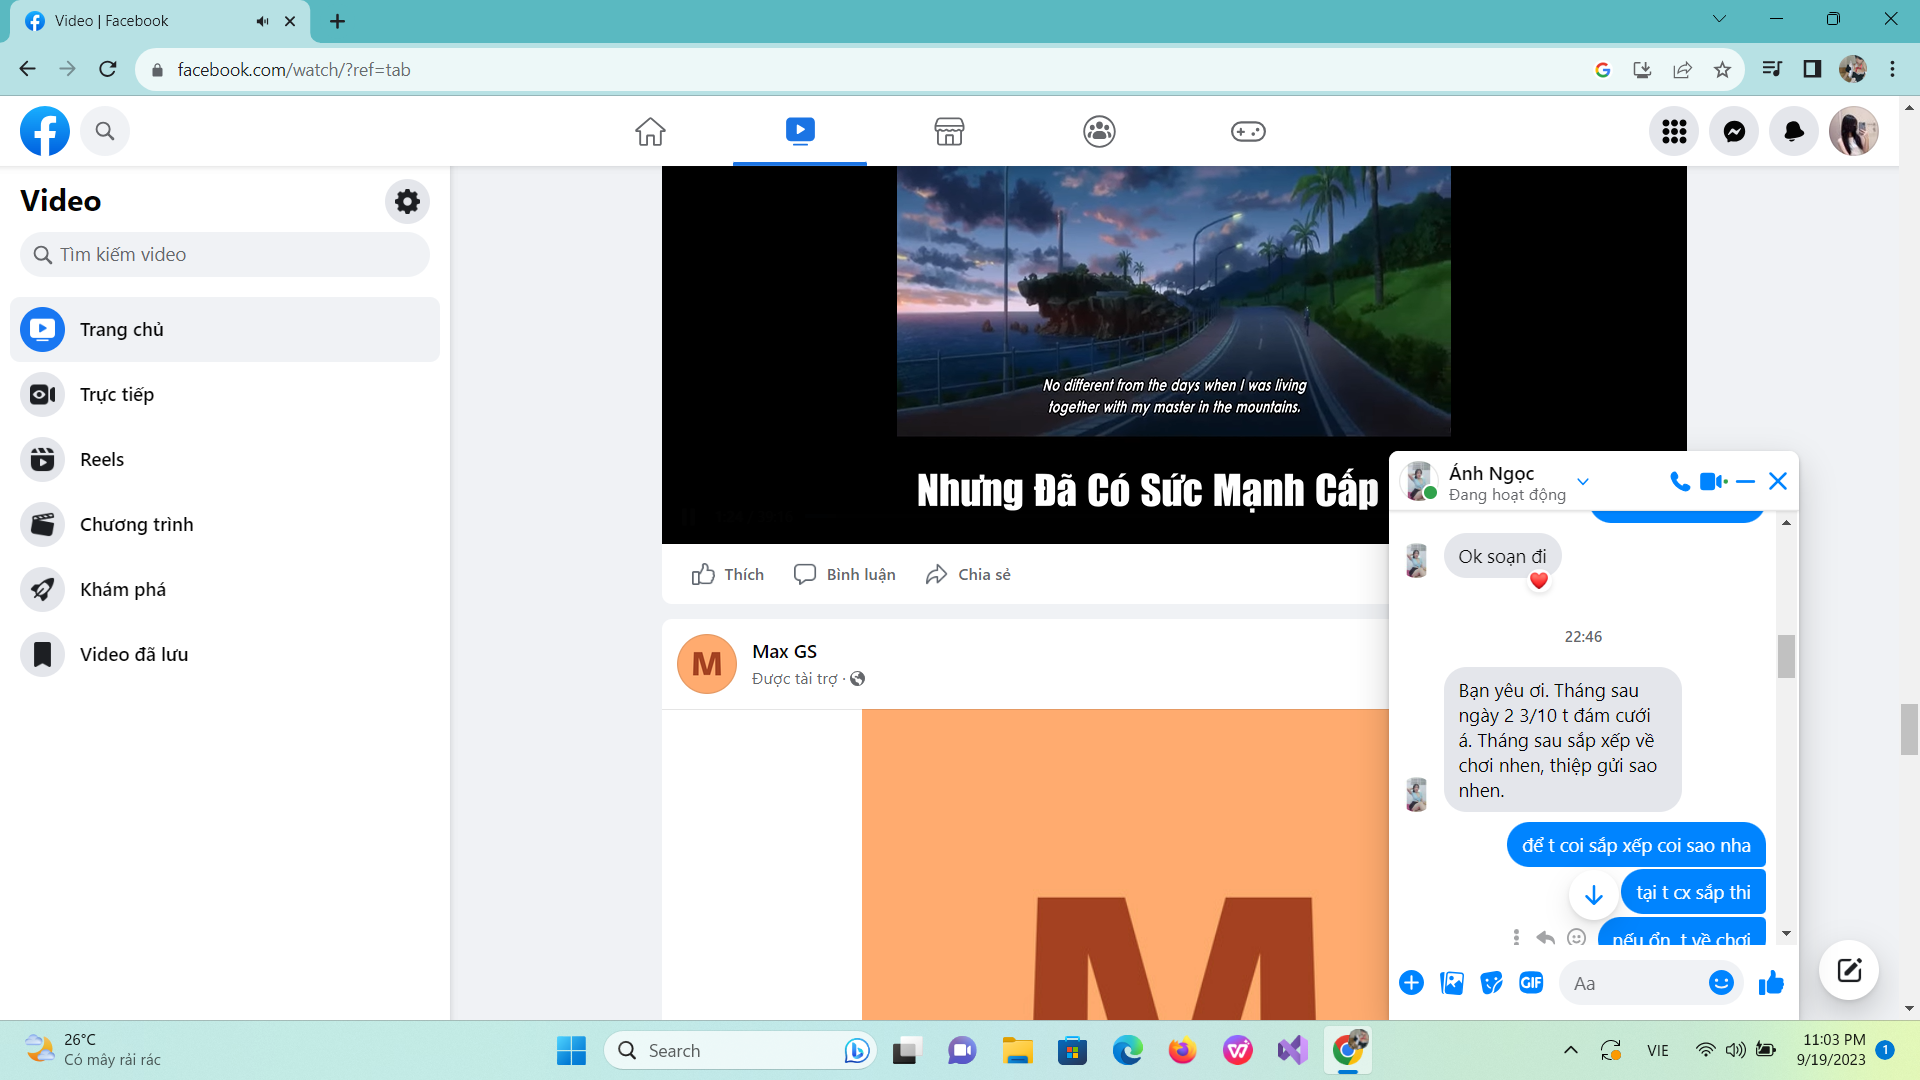 Video | Facebook
facebook.com/watch/?ref=tab
Video
Tìm kiếm video
Trang chủ
Trực tiếp
Reels
Chương trình
Khám phá
Video đã lưu
No different from the days when I was living
together with my master in the mountains.
Nhưng Đã Có Sức Mạnh Cấp
Thích
Bình luận
Chia sẻ
M
Max GS
Được tài trợ ·
M
Ánh Ngọc
Đang hoạt động
Ok soạn đi
22:46
Bạn yêu ơi. Tháng sau
ngày 2 3/10 t đám cưới
á. Tháng sau sắp xếp về
chơi nhen, thiệp gửi sao
nhen.
để t coi sắp xếp coi sao nha
tại t cx sắp thi
nếu ổn, t về chơi
GIF
Aa
26°C
Có mây rải rác
Search
VIE
11:03 PM
9/19/2023
1